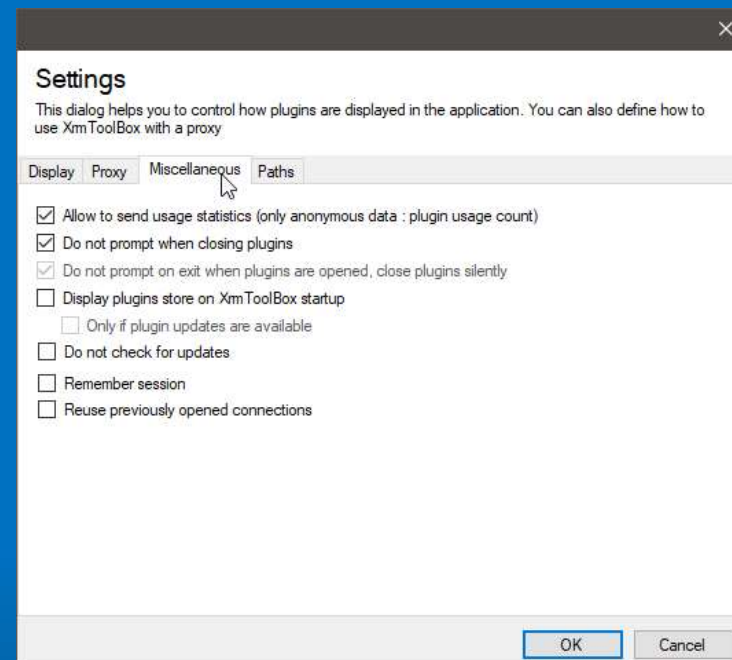 Settings
This dialog helps you to control how plugins are displayed in the application. You can also define how to
use XrmToolBox with a proxy
Display Proxy Miscellaneous Paths
Allow to send usage statistics (only anonymous data : plugin usage count)
Do not prompt when closing plugins
Do not prompt on exit when plugins are opened, close plugins silently
Display plugins store on XrmToolBox startup
Only if plugin updates are available
Do not check for updates
Remember session
Reuse previously opened connections
OK Cancel